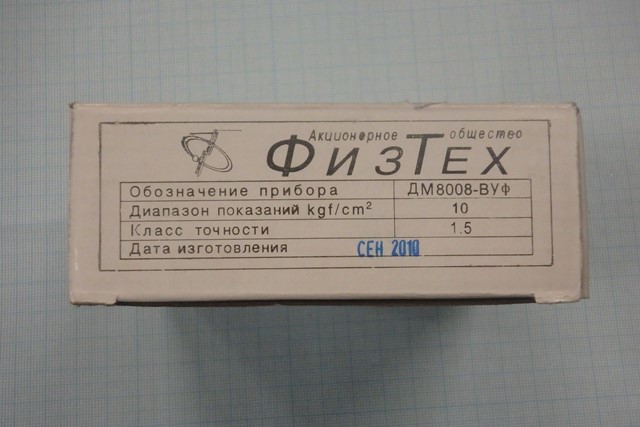 Акционерное общество
ФизТех
Обозначение прибора ДМ8008-ВУф
Диапазон показаний kgf/cm² 10
Класс точности 1.5
Дата изготовления СЕН 2010